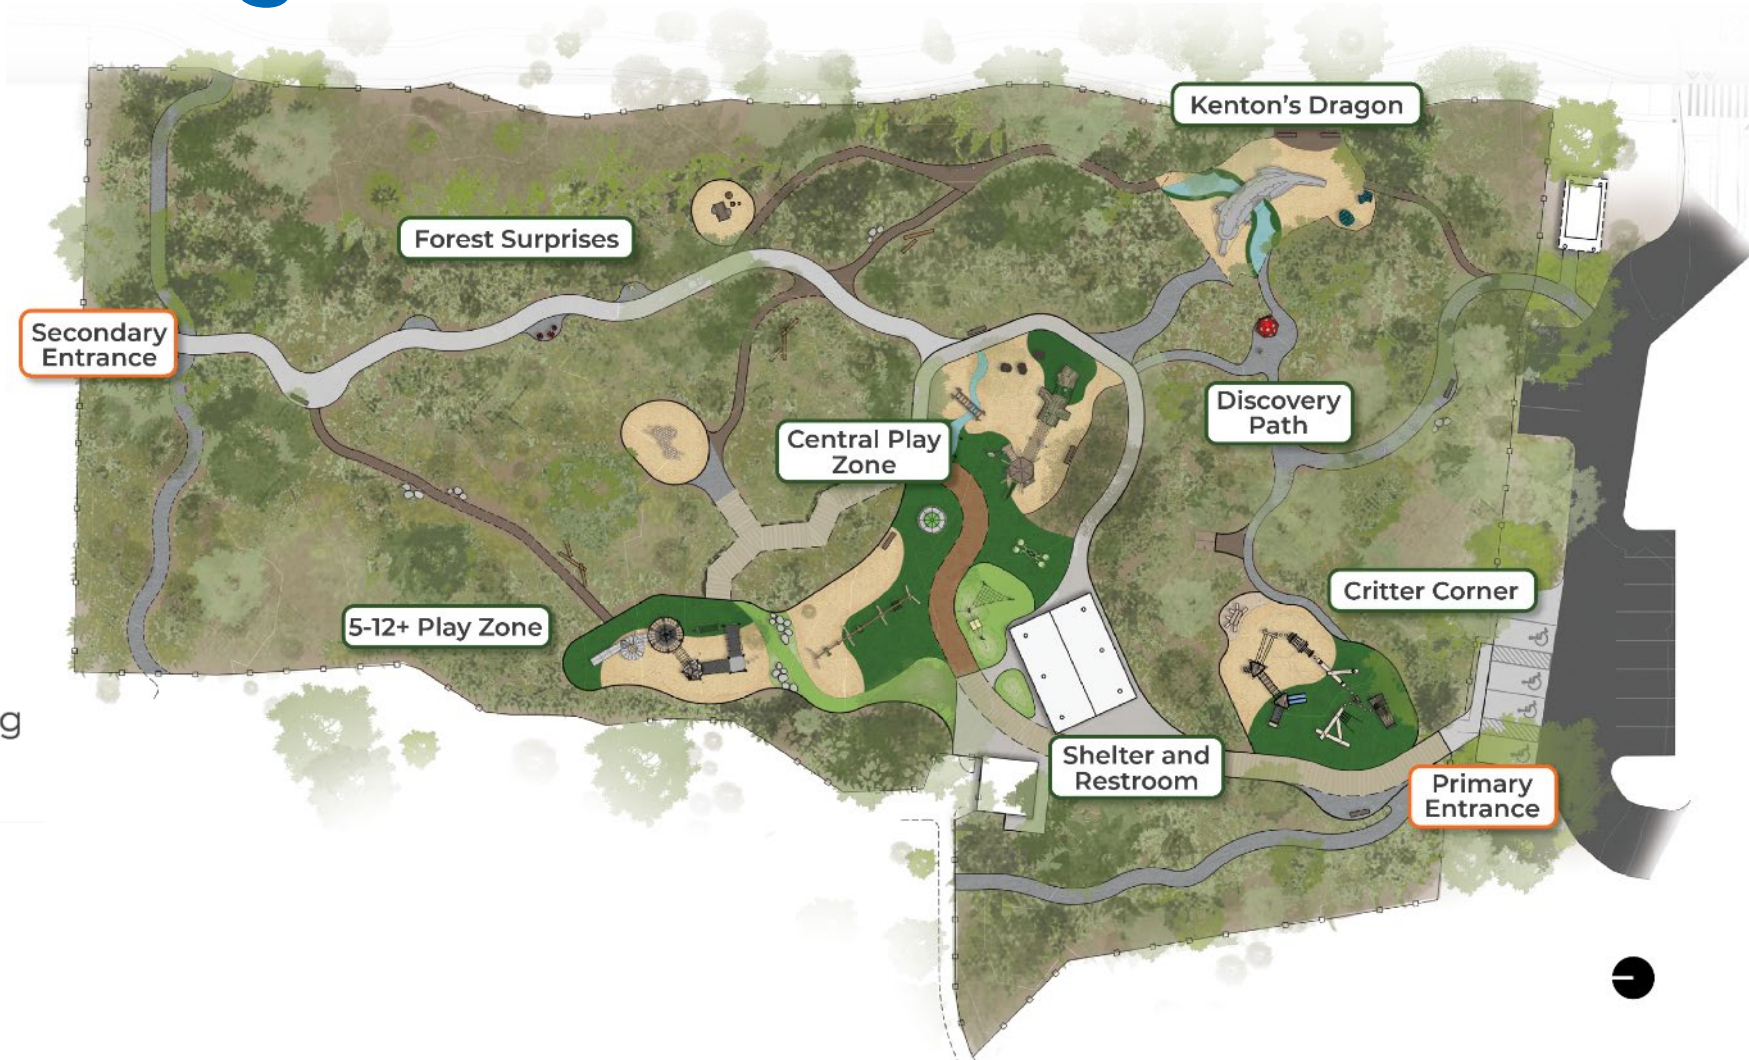 Kenton's Dragon
Forest Surprises
Secondary
Entrance
Discovery
Path
Central Play
Zone
Critter Corner
5-12+ Play Zone
g
Shelter and
Restroom
Primary
Entrance